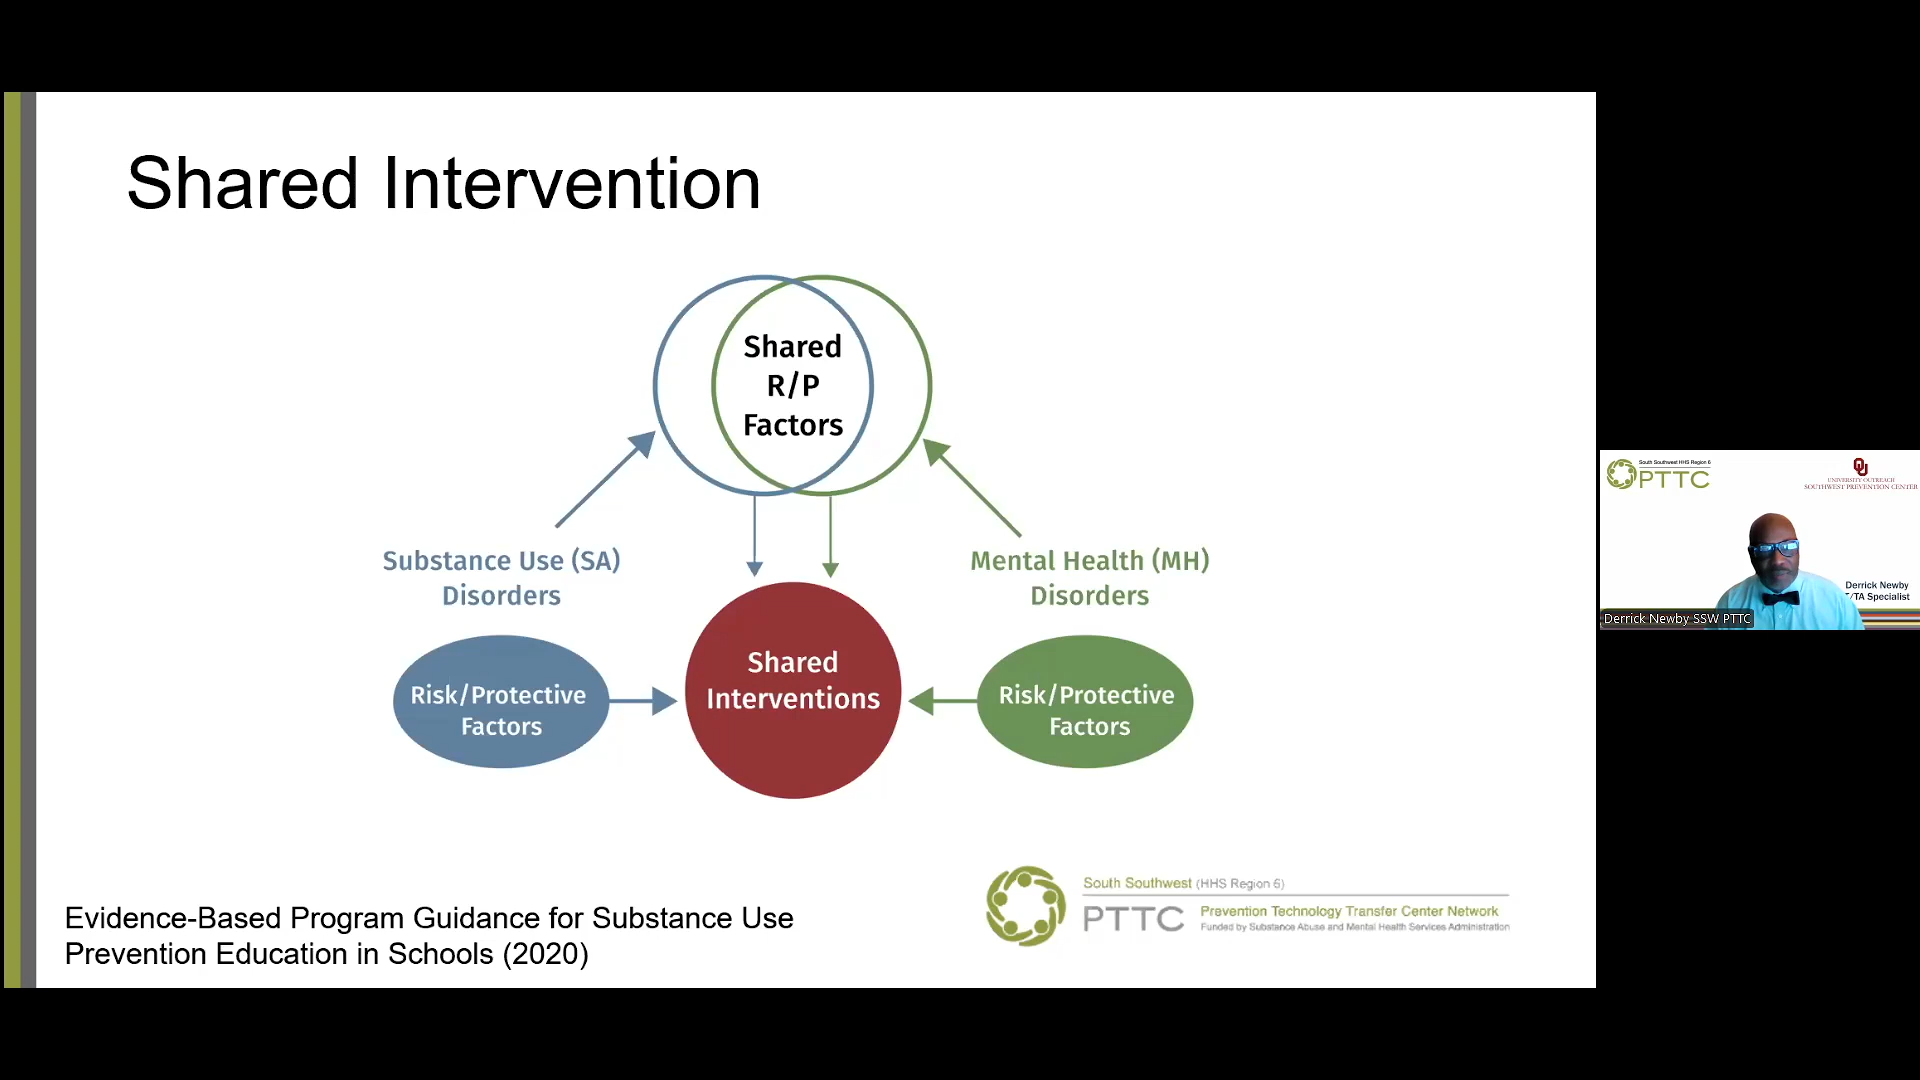 Shared Intervention
Shared
R/P
Factors
Substance Use (SA)
Disorders
Mental Health (MH)
Disorders
Risk/Protective
Factors
Shared
Interventions
Risk/Protective
Factors
Evidence-Based Program Guidance for Substance Use
Prevention Education in Schools (2020)
South Southwest (HHS Region 6)
PTTC
Prevention Technology Transfer Center Network
Funded by Substance Abuse and Mental Health Services Administration
South Southwest HHS Region 6
PTTC
OU
UNIVERSITY OUTREACH
SOUTHWEST PREVENTION CENTER
Derrick Newby
/TA Specialist
Derrick Newby SSW PTTC